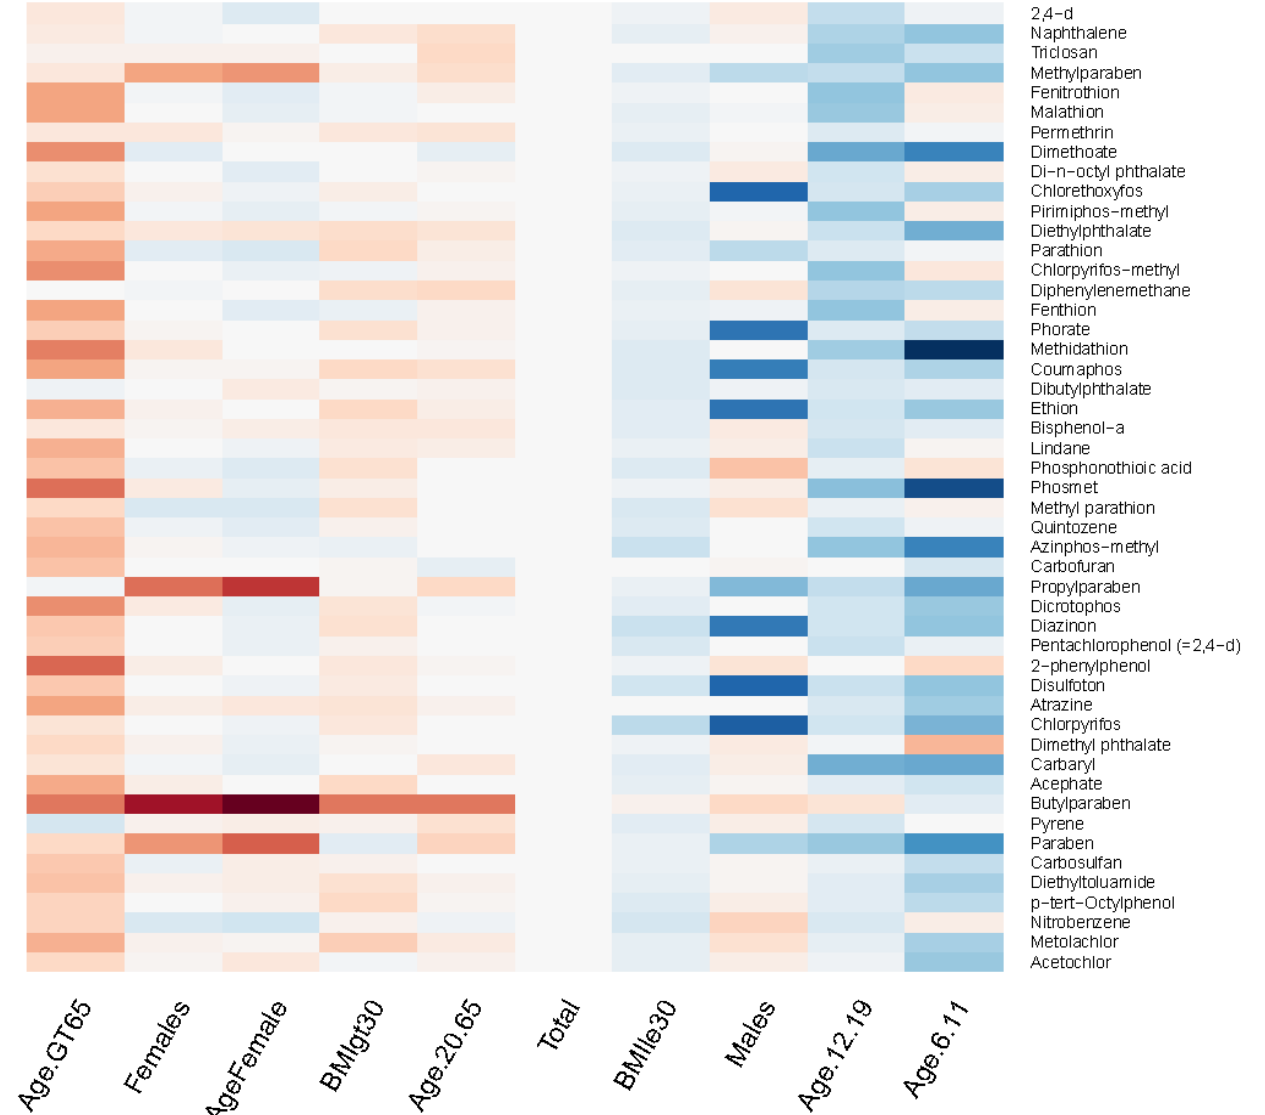 2,4-d
Naphthalene
Triclosan
Methylparaben
Fenitrothion
Malathion
Permethrin
Dimethoate
Di-n-octyl phthalate
Chlorethoxyfos
Pirimiphos-methyl
Diethylphthalate
Parathion
Chlorpyrifos-methyl
Diphenylenemethane
Fenthion
Phorate
Methidathion
Coumaphos
Dibutylphthalate
Ethion
Bisphenol-a
Lindane
Phosphonothioic acid
Phosmet
Methyl parathion
Quintozene
Azinphos-methyl
Carbofuran
Propylparaben
Dicrotophos
Diazinon
Pentachlorophenol (=2,4-d)
2-phenylphenol
Disulfoton
Atrazine
Chlorpyrifos
Dimethyl phthalate
Carbaryl
Acephate
Butylparaben
Pyrene
Paraben
Carbosulfan
Diethyltoluamide
p-tert-Octylphenol
Nitrobenzene
Metolachlor
Acetochlor
Age.GT65
Females
AgeFemale
BMIgt30
Age.20.65
Total
BMIle30
Males
Age.12.19
Age.6.11